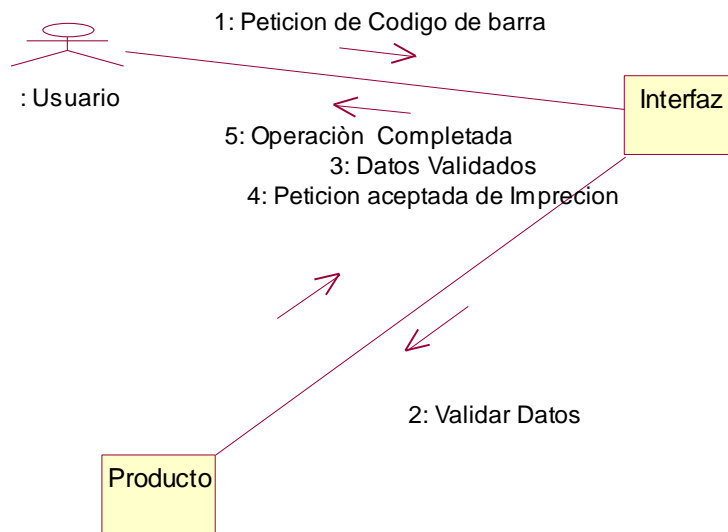 1: Peticion de Codigo de barra
: Usuario
Interfaz
5: Operaciòn  Completada
3: Datos Validados
4: Peticion aceptada de Imprecion
2: Validar Datos
Producto